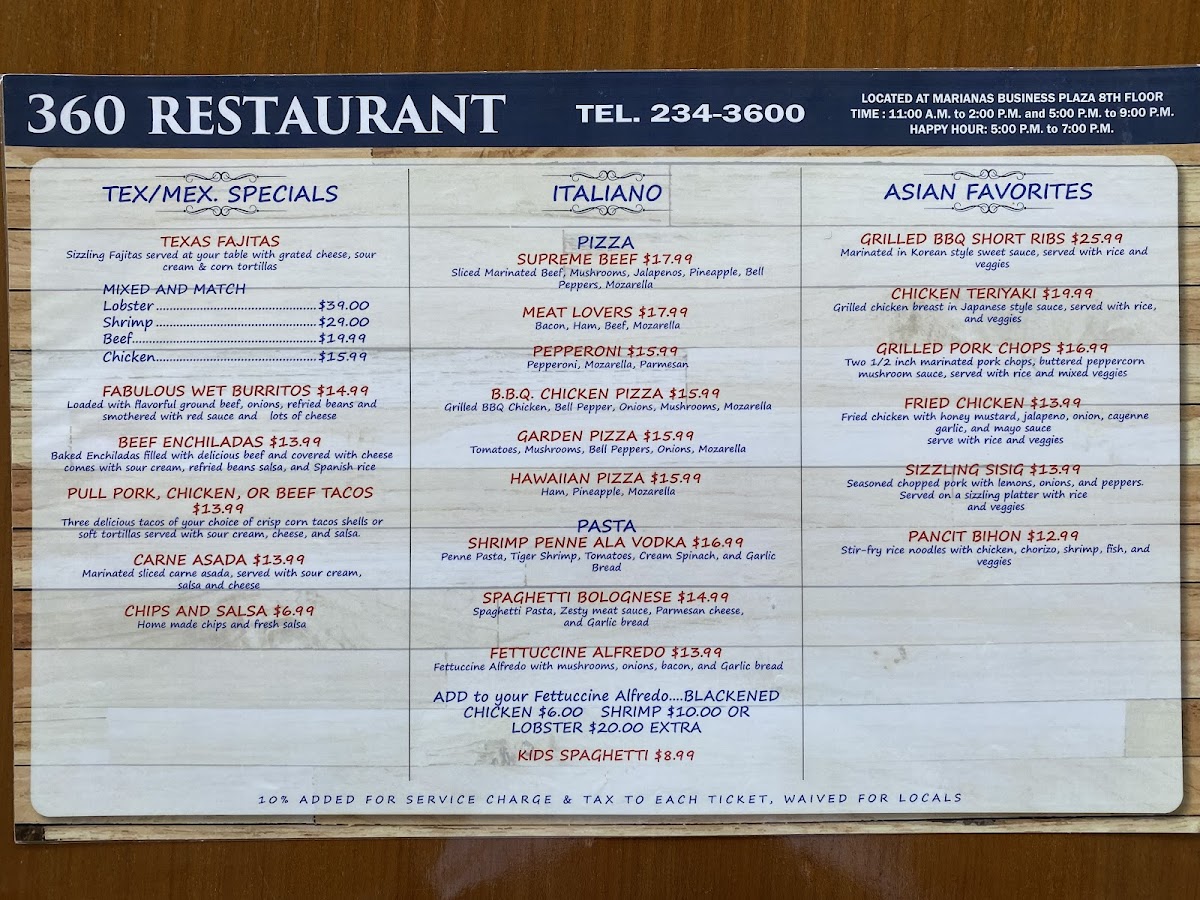 360 RESTAURANT
TEL. 234-3600
LOCATED AT MARIANAS BUSINESS PLAZA 8TH FLOOR
TIME : 11:00 A.M. to 2:00 P.M. and 5:00 P.M. to 9:00 P.M.
HAPPY HOUR: 5:00 P.M. to 7:00 P.M.
TEX/MEX. SPECIALS
TEXAS FAJITAS
Sizzling Fajitas served at your table with grated cheese, sour
cream & corn tortillas
MIXED AND MATCH
Lobster.................................................$39.00
Shrimp.................................................$29.00
Beef.......................................................$19.99
Chicken.................................................$15.99
FABULOUS WET BURRITOS $14.99
Loaded with flavorful ground beef, onions, refried beans and
smothered with red sauce and lots of cheese
BEEF ENCHILADAS $13.99
Baked Enchiladas filled with delicious beef and covered with cheese
comes with sour cream, refried beans salsa, and Spanish rice
PULL PORK, CHICKEN, OR BEEF TACOS
$13.99
Three delicious tacos of your choice of crisp corn tacos shells or
soft tortillas served with sour cream, cheese, and salsa.
CARNE ASADA $13.99
Marinated sliced carne asada, served with sour cream,
salsa and cheese
CHIPS AND SALSA $6.99
Home made chips and fresh salsa
ITALIANO
PIZZA
SUPREME BEEF $17.99
Sliced Marinated Beef, Mushrooms, Jalapenos, Pineapple, Bell
Peppers, Mozarella
MEAT LOVERS $17.99
Bacon, Ham, Beef, Mozarella
PEPPERONI $15.99
Pepperoni, Mozarella, Parmesan
B.B.Q. CHICKEN PIZZA $15.99
Grilled BBQ Chicken, Bell Pepper, Onions, Mushrooms, Mozarella
GARDEN PIZZA $15.99
Tomatoes, Mushrooms, Bell Peppers, Onions, Mozarella
HAWAIIAN PIZZA $15.99
Ham, Pineapple, Mozarella
PASTA
SHRIMP PENNE ALA VODKA $16.99
Penne Pasta, Tiger Shrimp, Tomatoes, Cream Spinach, and Garlic
Bread
SPAGHETTI BOLOGNESE $14.99
Spaghetti Pasta, Zesty meat sauce, Parmesan cheese,
and Garlic bread
FETTUCCINE ALFREDO $13.99
Fettuccine Alfredo with mushrooms, onions, bacon, and Garlic bread
ADD to your Fettuccine Alfredo....BLACKENED
CHICKEN $6.00 SHRIMP $10.00 OR
LOBSTER $20.00 EXTRA
KIDS SPAGHETTI $8.99
ASIAN FAVORITES
GRILLED BBQ SHORT RIBS $25.99
Marinated in Korean style sweet sauce, served with rice and
veggies
CHICKEN TERIYAKI $19.99
Grilled chicken breast in Japanese style sauce, served with rice,
and veggies
GRILLED PORK CHOPS $16.99
Two 1/2 inch marinated pork chops, buttered peppercorn
mushroom sauce, served with rice and mixed veggies
FRIED CHICKEN $13.99
Fried chicken with honey mustard, jalapeno, onion, cayenne
garlic, and mayo sauce
serve with rice and veggies
SIZZLING SISIG $13.99
Seasoned chopped pork with lemons, onions, and peppers.
Served on a sizzling platter with rice
and veggies
PANCIT BIHON $12.99
Stir-fry rice noodles with chicken, chorizo, shrimp, fish, and
veggies
10% ADDED FOR SERVICE CHARGE & TAX TO EACH TICKET, WAIVED FOR LOCALS